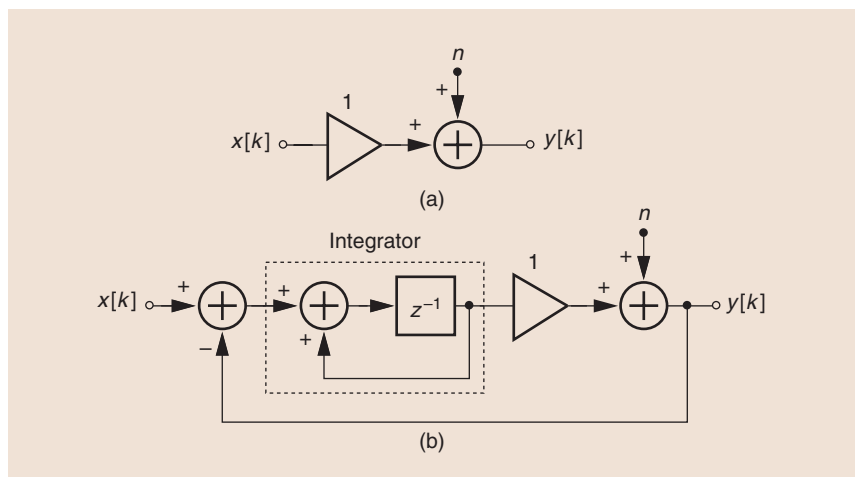 n
+
1
x[k]
+
+
y[k]
(a)
n
Integrator
1
+
x[k]
+
+
+
+
+
z⁻¹
+
+
y[k]
−
+
(b)